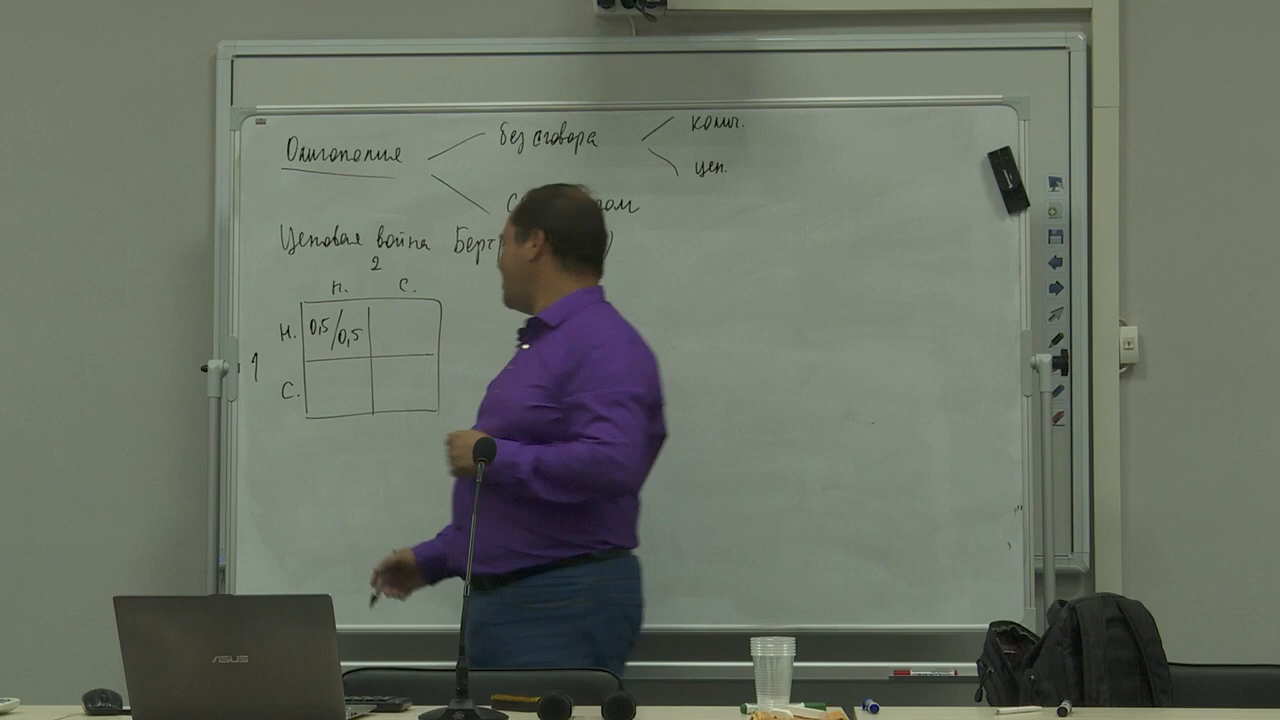 Олигополия без сговора колич.
цен.
Ценовая война
2
н. с.
н. 0,5/0,5
1
с.
ASUS